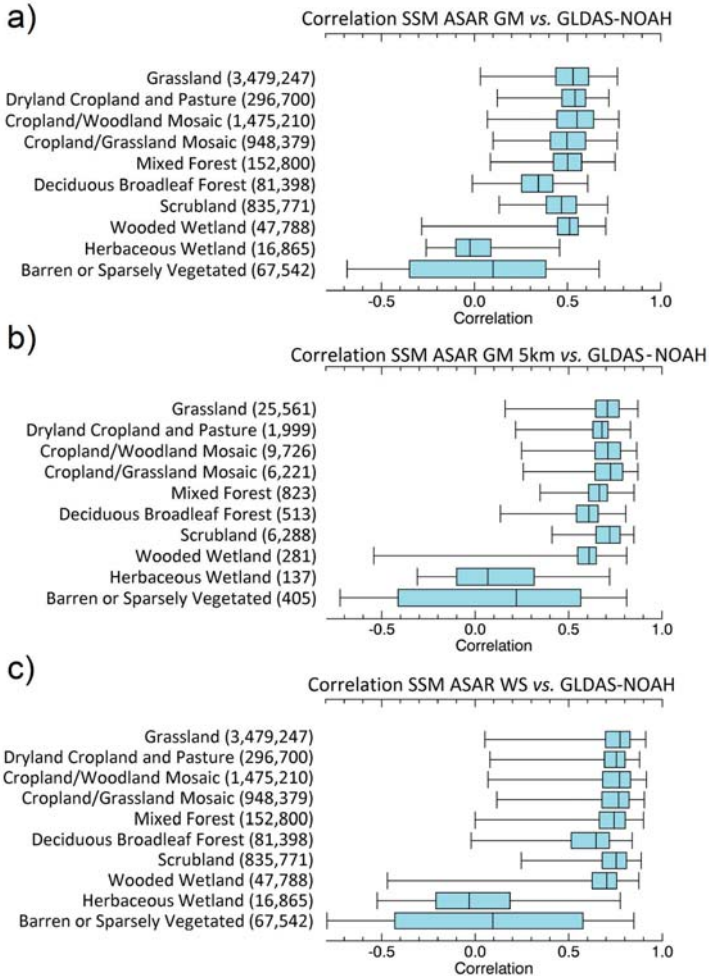 a)
Correlation SSM ASAR GM vs. GLDAS-NOAH
Grassland (3,479,247)
Dryland Cropland and Pasture (296,700)
Cropland/Woodland Mosaic (1,475,210)
Cropland/Grassland Mosaic (948,379)
Mixed Forest (152,800)
Deciduous Broadleaf Forest (81,398)
Scrubland (835,771)
Wooded Wetland (47,788)
Herbaceous Wetland (16,865)
Barren or Sparsely Vegetated (67,542)
-0.5 0.0 0.5 1.0
Correlation
b)
Correlation SSM ASAR GM 5km vs. GLDAS-NOAH
Grassland (25,561)
Dryland Cropland and Pasture (1,999)
Cropland/Woodland Mosaic (9,726)
Cropland/Grassland Mosaic (6,221)
Mixed Forest (823)
Deciduous Broadleaf Forest (513)
Scrubland (6,288)
Wooded Wetland (281)
Herbaceous Wetland (137)
Barren or Sparsely Vegetated (405)
-0.5 0.0 0.5 1.0
Correlation
c)
Correlation SSM ASAR WS vs. GLDAS-NOAH
Grassland (3,479,247)
Dryland Cropland and Pasture (296,700)
Cropland/Woodland Mosaic (1,475,210)
Cropland/Grassland Mosaic (948,379)
Mixed Forest (152,800)
Deciduous Broadleaf Forest (81,398)
Scrubland (835,771)
Wooded Wetland (47,788)
Herbaceous Wetland (16,865)
Barren or Sparsely Vegetated (67,542)
-0.5 0.0 0.5 1.0
Correlation